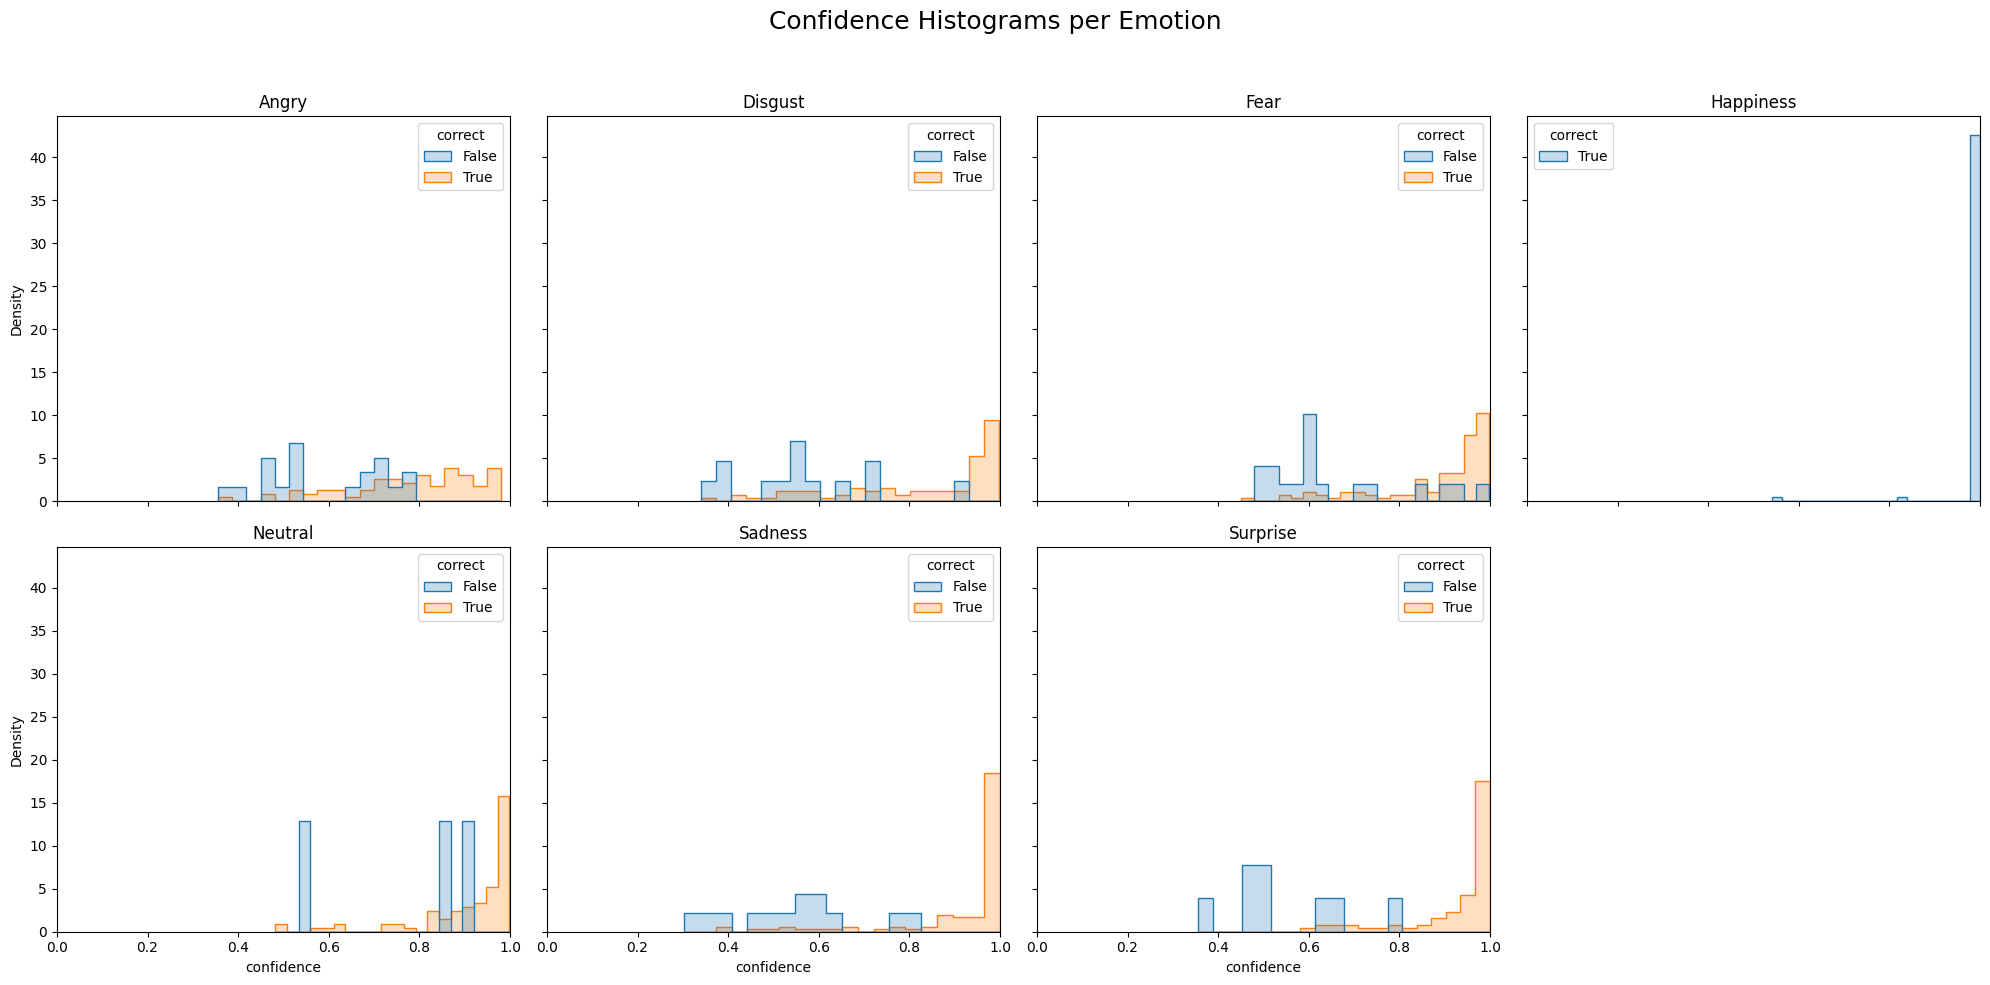 Confidence Histograms per Emotion
Angry
Disgust
Fear
Happiness
correct
False
True
correct
False
True
correct
False
True
correct
True
Density
40
35
30
25
20
15
10
5
0
Neutral
Sadness
Surprise
correct
False
True
correct
False
True
correct
False
True
Density
40
35
30
25
20
15
10
5
0
0.0 0.2 0.4 0.6 0.8 1.0
0.0 0.2 0.4 0.6 0.8 1.0
0.0 0.2 0.4 0.6 0.8 1.0
confidence
confidence
confidence